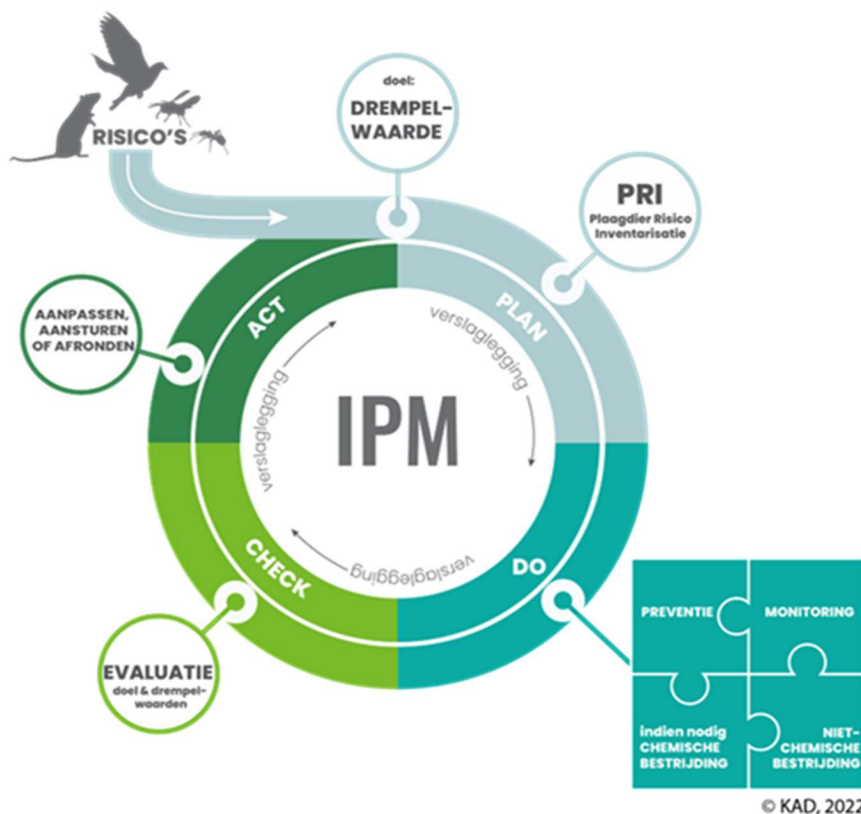 RISICO'S
doel:
DREMPEL-
WAARDE
PRI
Plaagdier Risico
Inventarisatie
AANPASSEN,
AANSTUREN
OF AFRONDEN
ACT
PLAN
verslaglegging
verslaglegging
IPM
verslaglegging
CHECK
DO
PREVENTIE
MONITORING
indien nodig
CHEMISCHE
BESTRIJDING
NIET-
CHEMISCHE
BESTRIJDING
EVALUATIE
doel & drempel-
waarden
© KAD, 2022